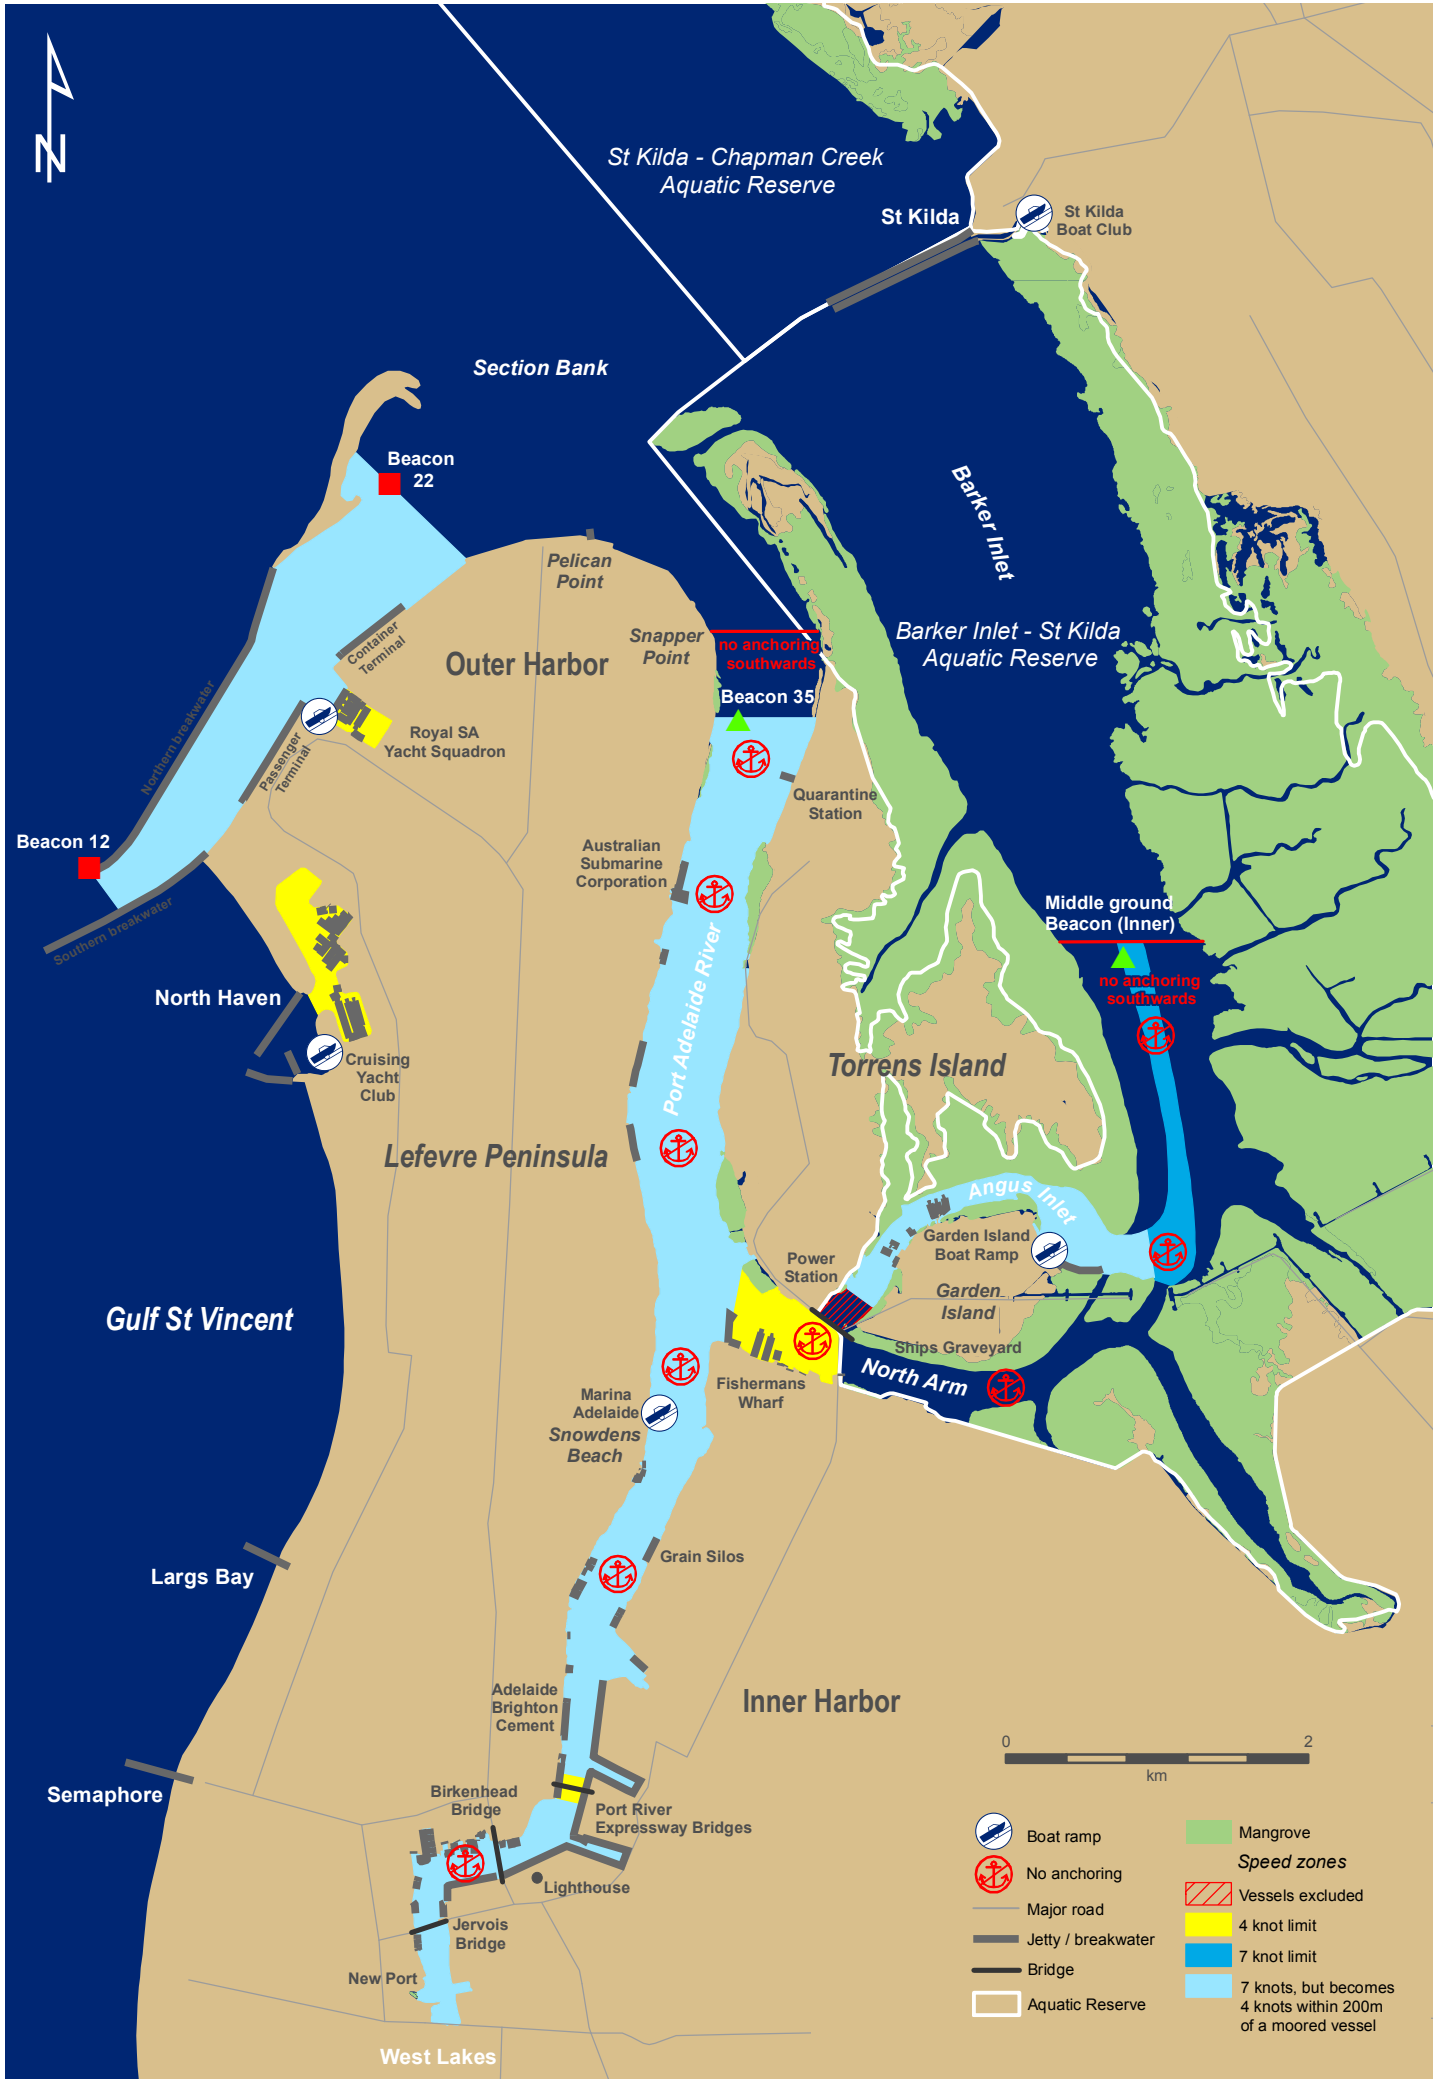 N
St Kilda - Chapman Creek
Aquatic Reserve
St Kilda
St Kilda
Boat Club
Section Bank
Beacon
22
Barker Inlet
Pelican
Point
Snapper
Point
no anchoring
southwards
Barker Inlet - St Kilda
Aquatic Reserve
Container
Terminal
Outer Harbor
Beacon 35
Northern breakwater
Royal SA
Yacht Squadron
Passenger
Terminal
Quarantine
Station
Beacon 12
Australian
Submarine
Corporation
Southern breakwater
Middle ground
Beacon (Inner)
no anchoring
southwards
North Haven
Port Adelaide River
Cruising
Yacht
Club
Torrens Island
Lefevre Peninsula
Angus Inlet
Garden Island
Boat Ramp
Power
Station
Garden
Island
Gulf St Vincent
Ships Graveyard
North Arm
Fishermans
Wharf
Marina
Adelaide
Snowdens
Beach
Grain Silos
Largs Bay
Adelaide
Brighton
Cement
Inner Harbor
0 2
km
Semaphore
Birkenhead
Bridge
Port River
Expressway Bridges
Lighthouse
Jervois
Bridge
New Port
West Lakes
Boat ramp
No anchoring
Major road
Jetty / breakwater
Bridge
Aquatic Reserve
Mangrove
Speed zones
Vessels excluded
4 knot limit
7 knot limit
7 knots, but becomes
4 knots within 200m
of a moored vessel